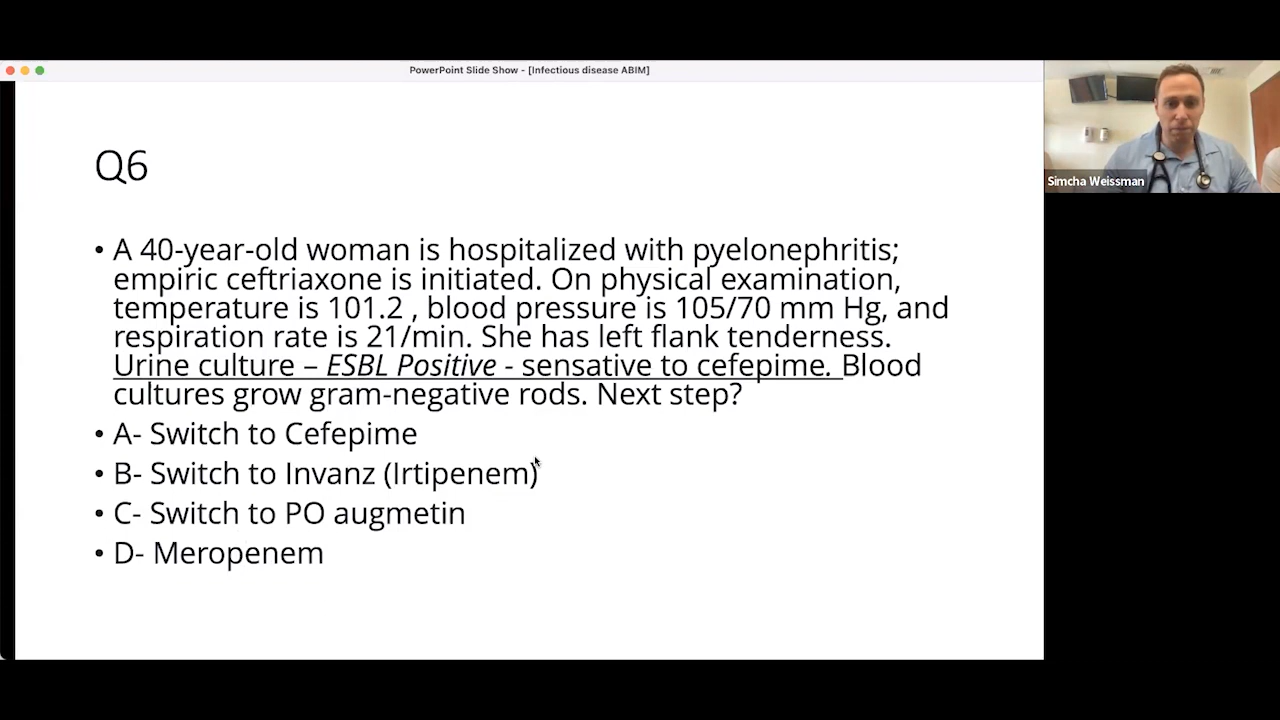 PowerPoint Slide Show - [Infectious disease ABIM]
Simcha Weissman
Q6
• A 40-year-old woman is hospitalized with pyelonephritis;
empiric ceftriaxone is initiated. On physical examination,
temperature is 101.2 , blood pressure is 105/70 mm Hg, and
respiration rate is 21/min. She has left flank tenderness.
Urine culture – ESBL Positive - sensative to cefepime. Blood
cultures grow gram-negative rods. Next step?
• A- Switch to Cefepime
• B- Switch to Invanz (Irtipenem)
• C- Switch to PO augmetin
• D- Meropenem